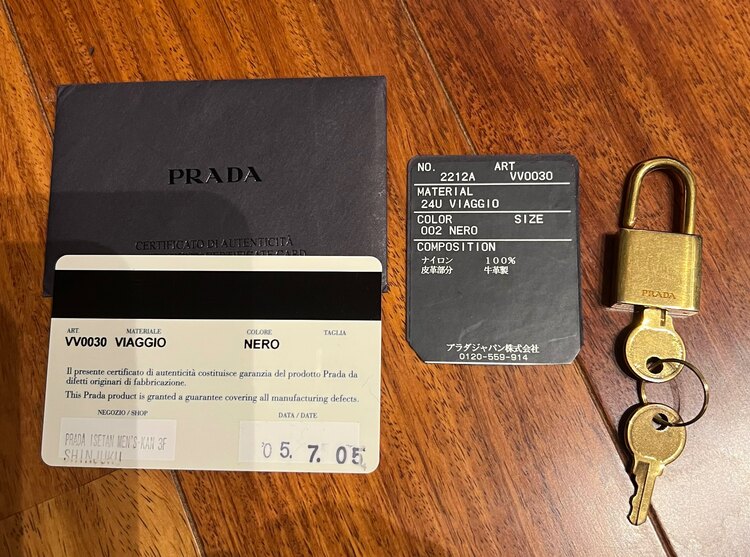 PRADA
CERTIFICATO DI AUTENTICITÀ
ART. MATERIALE COLORE TAGLIA
VV0030 VIAGGIO NERO
Il presente certificato di autenticità costituisce garanzia del prodotto Prada da
difetti originari di fabbricazione.
This Prada product is granted a guarantee covering all manufacturing defects.
NEGOZIO / SHOP DATA / DATE
PRADA ISETAN MEN'S-KAN 3F
SHINJUKU
'05. 7. 05
NO. ART
2212A VV0030
MATERIAL
24U VIAGGIO
COLOR SIZE
002 NERO
COMPOSITION
ナイロン 100%
皮革部分 牛革製
プラダジャパン株式会社
0120-559-914
PRADA